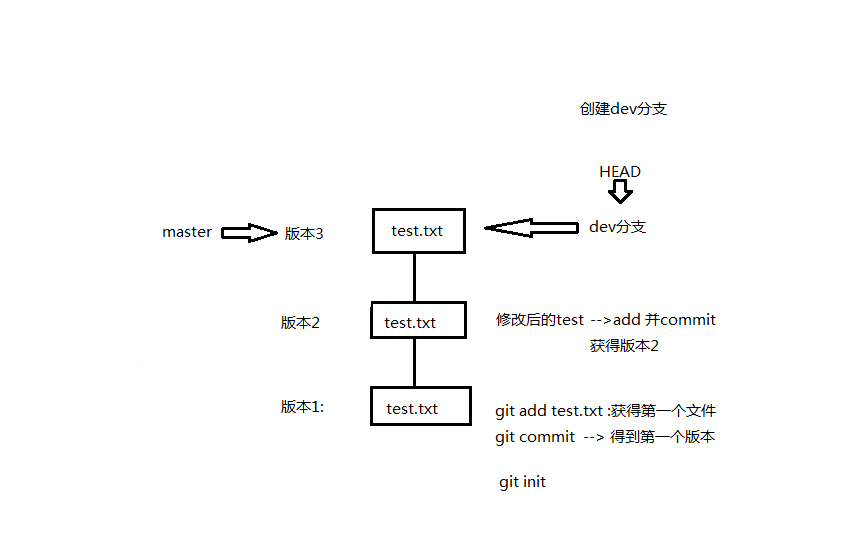 创建dev分支
HEAD
master
版本3
test.txt
dev分支
版本2
test.txt
修改后的test -->add 并commit
获得版本2
版本1:
test.txt
git add test.txt :获得第一个文件
git commit --> 得到第一个版本
git init